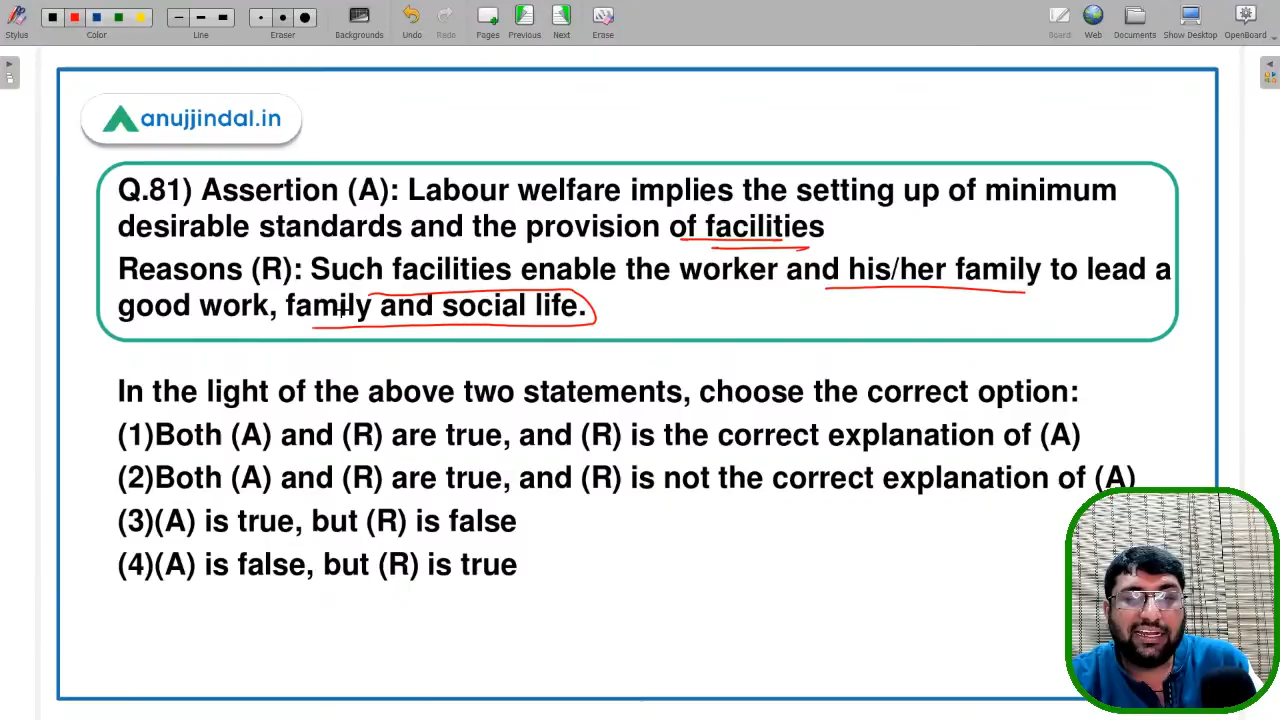 Stylus Color Line Eraser Backgrounds Undo Redo Pages Previous Next Erase Board Web Documents Show Desktop OpenBoard
anujjindal.in
Q.81) Assertion (A): Labour welfare implies the setting up of minimum
desirable standards and the provision of facilities
Reasons (R): Such facilities enable the worker and his/her family to lead a
good work, family and social life.
In the light of the above two statements, choose the correct option:
(1)Both (A) and (R) are true, and (R) is the correct explanation of (A)
(2)Both (A) and (R) are true, and (R) is not the correct explanation of (A)
(3)(A) is true, but (R) is false
(4)(A) is false, but (R) is true